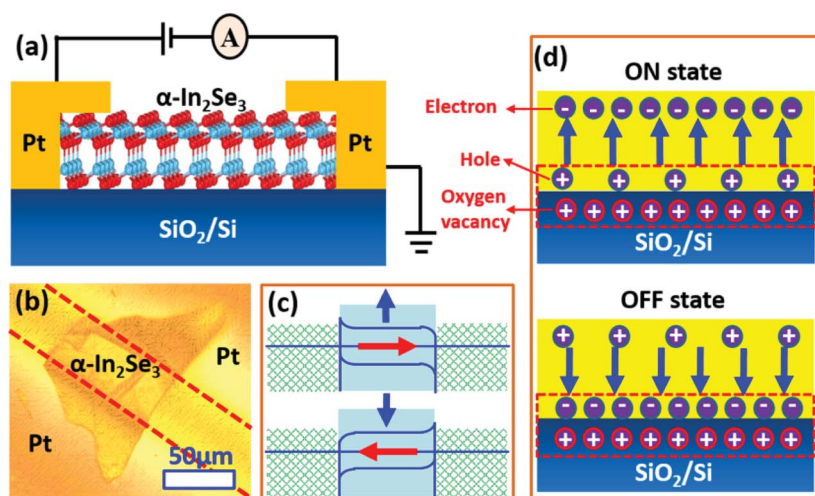 (a)
A
α-In2Se3
Pt
Pt
SiO2/Si
(b)
α-In2Se3
Pt
Pt
50μm
(c)
(d)
ON state
Electron
Hole
Oxygen
vacancy
SiO2/Si
OFF state
SiO2/Si